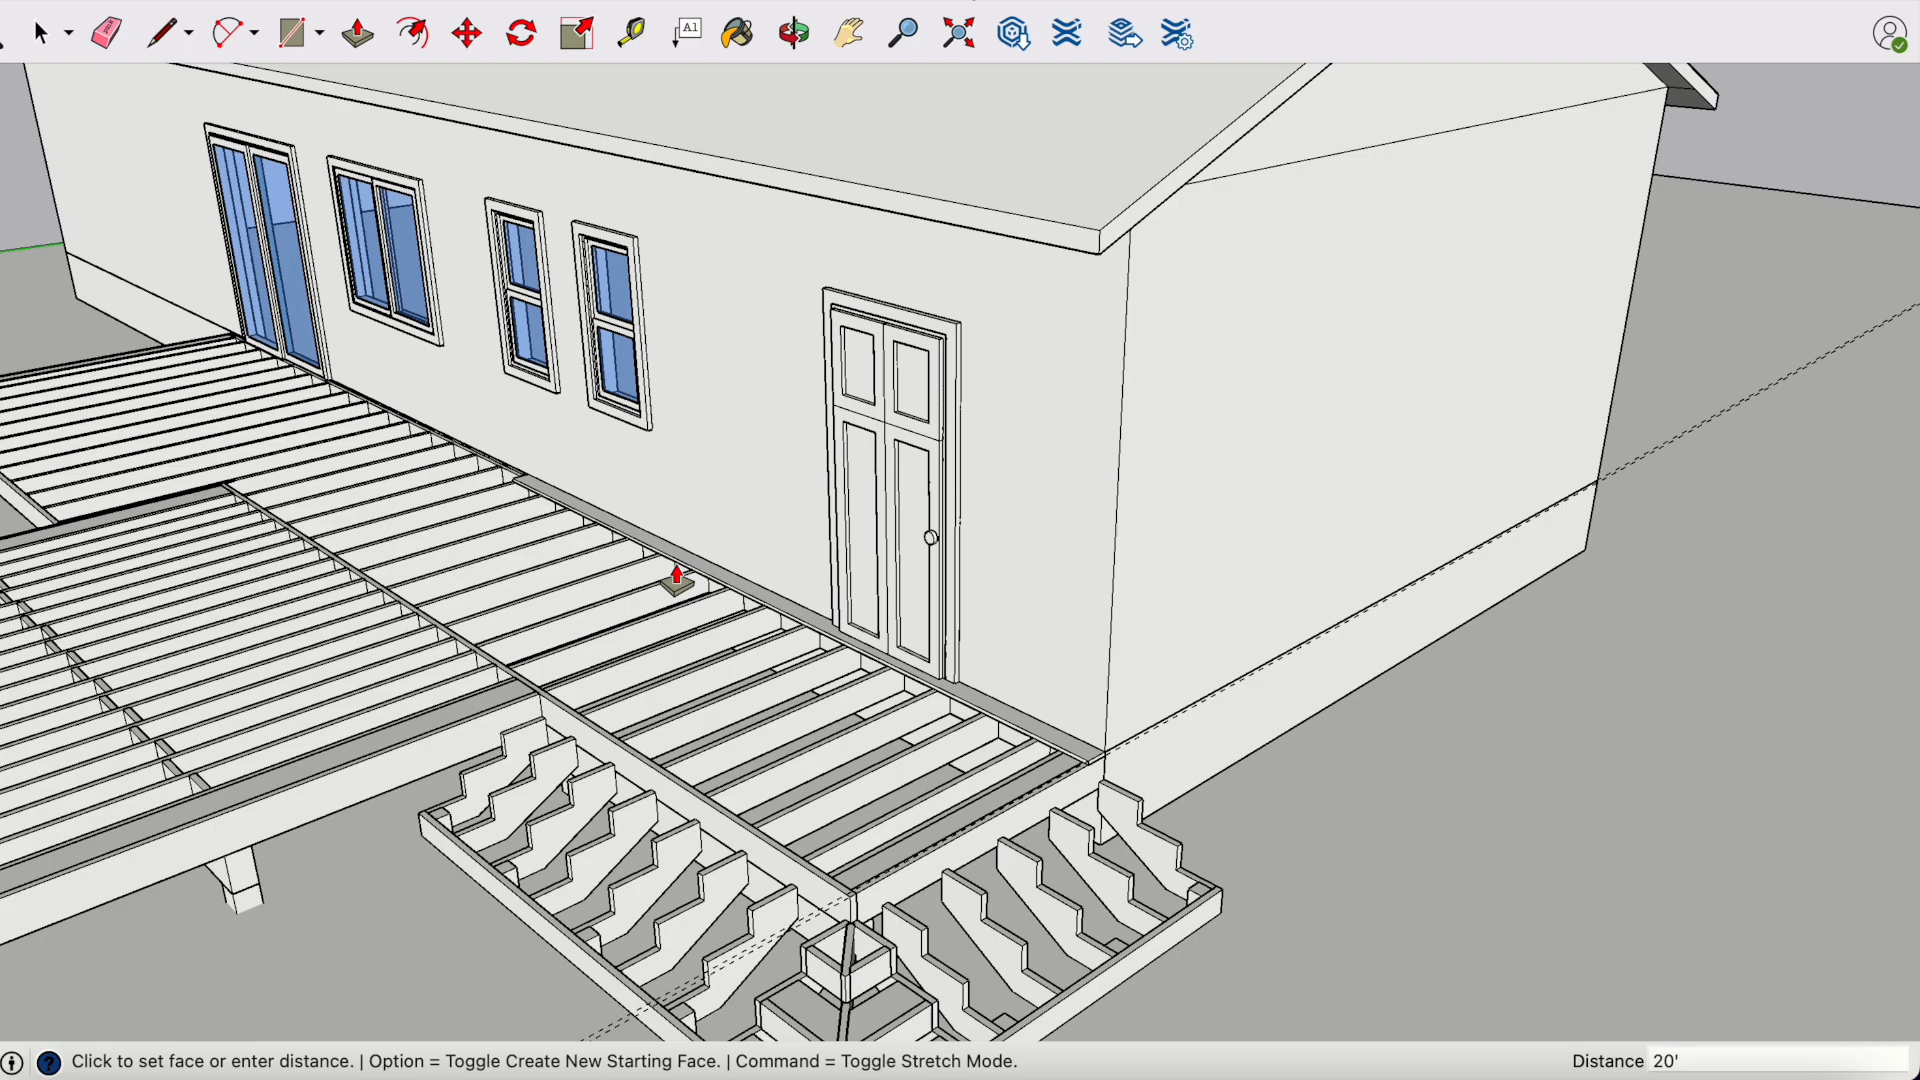 A1
Click to set face or enter distance. | Option = Toggle Create New Starting Face. | Command = Toggle Stretch Mode.
Distance 20'